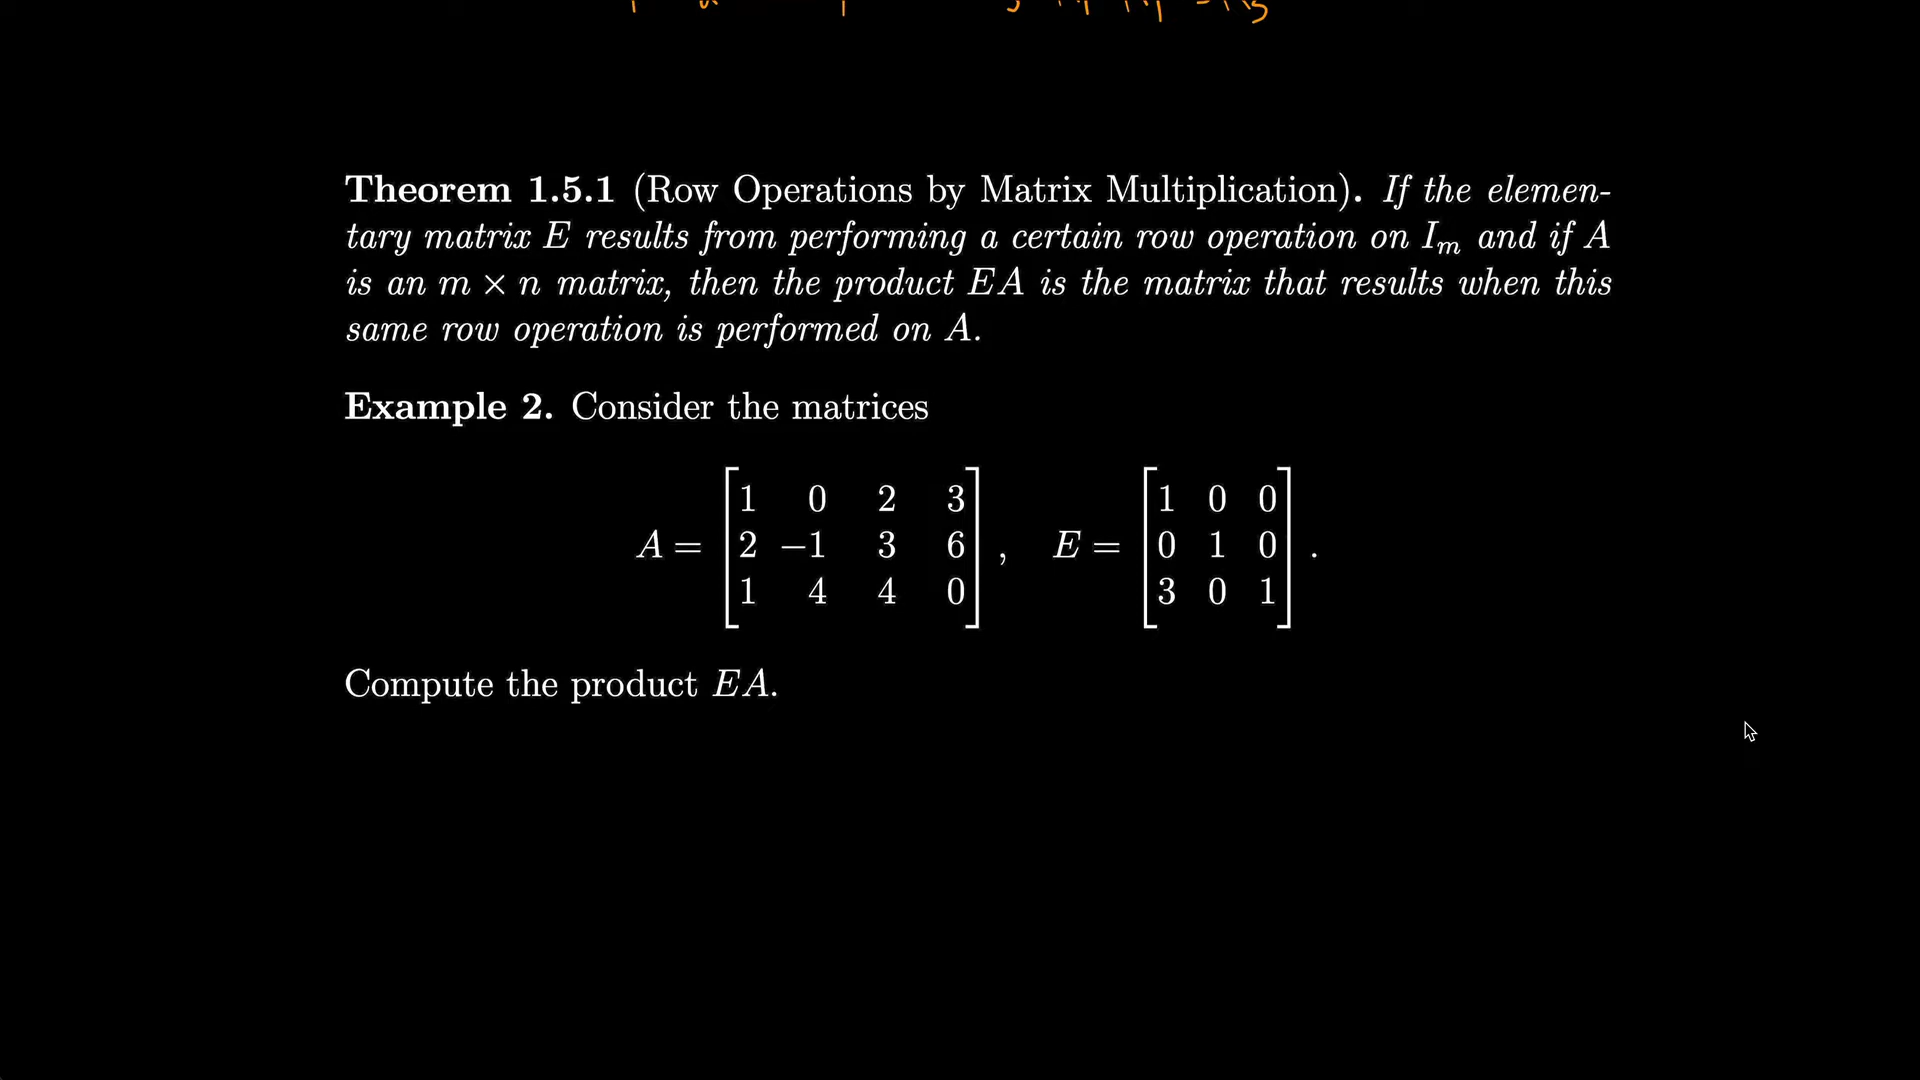 Theorem 1.5.1 (Row Operations by Matrix Multiplication). If the elemen-
tary matrix E results from performing a certain row operation on Iₘ and if A
is an m × n matrix, then the product EA is the matrix that results when this
same row operation is performed on A.
Example 2. Consider the matrices
A = [1 0 2 3
2 −1 3 6
1 4 4 0], E = [1 0 0
0 1 0
3 0 1].
Compute the product EA.